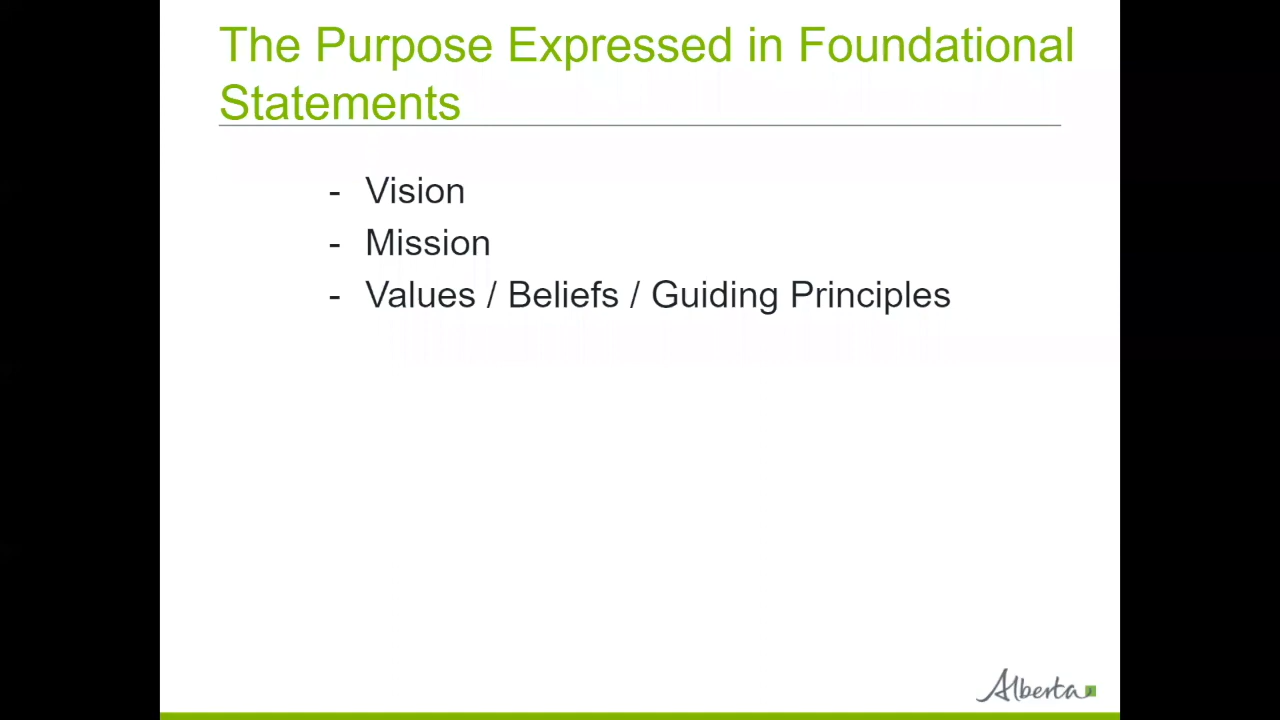 The Purpose Expressed in Foundational
Statements
- Vision
- Mission
- Values / Beliefs / Guiding Principles
Alberta